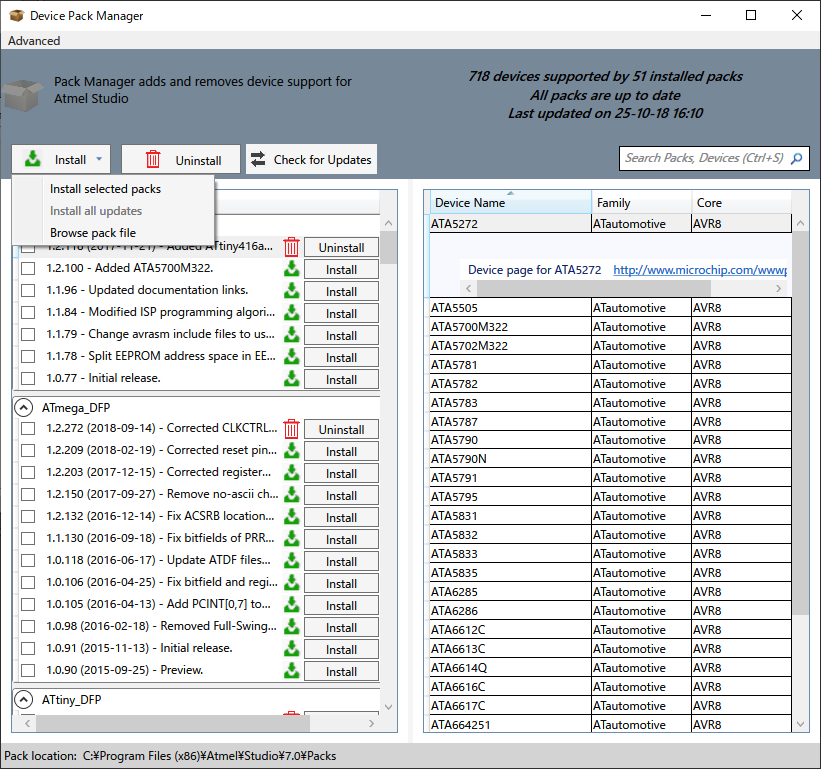 Device Pack Manager
Advanced
Pack Manager adds and removes device support for
Atmel Studio
718 devices supported by 51 installed packs
All packs are up to date
Last updated on 25-10-18 16:10
Install
Uninstall
Check for Updates
Search Packs, Devices (Ctrl+S)
Install selected packs
Install all updates
Browse pack file
1.2.118 (2017-11-21) - Added ATtiny416a... Uninstall
1.2.100 - Added ATA5700M322. Install
1.1.96 - Updated documentation links. Install
1.1.84 - Modified ISP programming algori... Install
1.1.79 - Change avrasm include files to us... Install
1.1.78 - Split EEPROM address space in EE... Install
1.0.77 - Initial release. Install
ATmega_DFP
1.2.272 (2018-09-14) - Corrected CLKCTRL... Uninstall
1.2.209 (2018-02-19) - Corrected reset pin... Install
1.2.203 (2017-12-15) - Corrected register... Install
1.2.150 (2017-09-27) - Remove no-ascii ch... Install
1.2.132 (2016-12-14) - Fix ACSRB location... Install
1.1.130 (2016-09-18) - Fix bitfields of PRR... Install
1.0.118 (2016-06-17) - Update ATDF files... Install
1.0.106 (2016-04-25) - Fix bitfield and regi... Install
1.0.105 (2016-04-13) - Add PCINT[0,7] to... Install
1.0.98 (2016-02-18) - Removed Full-Swing... Install
1.0.91 (2015-11-13) - Initial release. Install
1.0.90 (2015-09-25) - Preview. Install
ATtiny_DFP
Device Name Family Core
ATA5272 ATautomotive AVR8
Device page for ATA5272 http://www.microchip.com/wwwp
ATA5505 ATautomotive AVR8
ATA5700M322 ATautomotive AVR8
ATA5702M322 ATautomotive AVR8
ATA5781 ATautomotive AVR8
ATA5782 ATautomotive AVR8
ATA5783 ATautomotive AVR8
ATA5787 ATautomotive AVR8
ATA5790 ATautomotive AVR8
ATA5790N ATautomotive AVR8
ATA5791 ATautomotive AVR8
ATA5795 ATautomotive AVR8
ATA5831 ATautomotive AVR8
ATA5832 ATautomotive AVR8
ATA5833 ATautomotive AVR8
ATA5835 ATautomotive AVR8
ATA6285 ATautomotive AVR8
ATA6286 ATautomotive AVR8
ATA6612C ATautomotive AVR8
ATA6613C ATautomotive AVR8
ATA6614Q ATautomotive AVR8
ATA6616C ATautomotive AVR8
ATA6617C ATautomotive AVR8
ATA664251 ATautomotive AVR8
Pack location: C:¥Program Files (x86)¥Atmel¥Studio¥7.0¥Packs